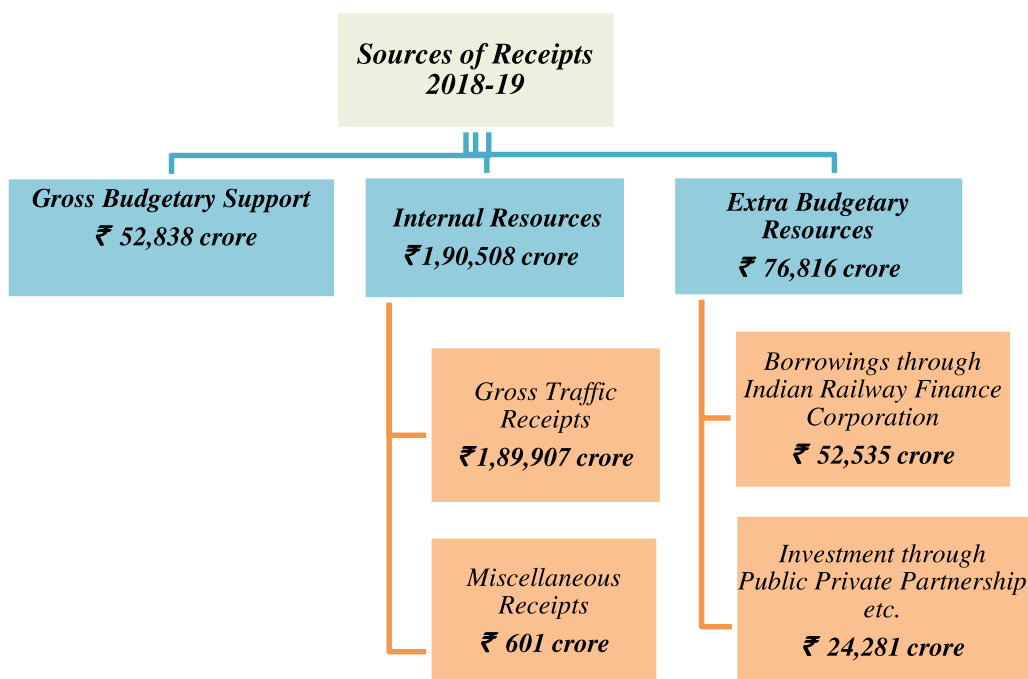 Sources of Receipts
2018-19
Gross Budgetary Support
₹ 52,838 crore
Internal Resources
₹1,90,508 crore
Extra Budgetary
Resources
₹ 76,816 crore
Gross Traffic
Receipts
₹1,89,907 crore
Miscellaneous
Receipts
₹ 601 crore
Borrowings through
Indian Railway Finance
Corporation
₹ 52,535 crore
Investment through
Public Private Partnership
etc.
₹ 24,281 crore